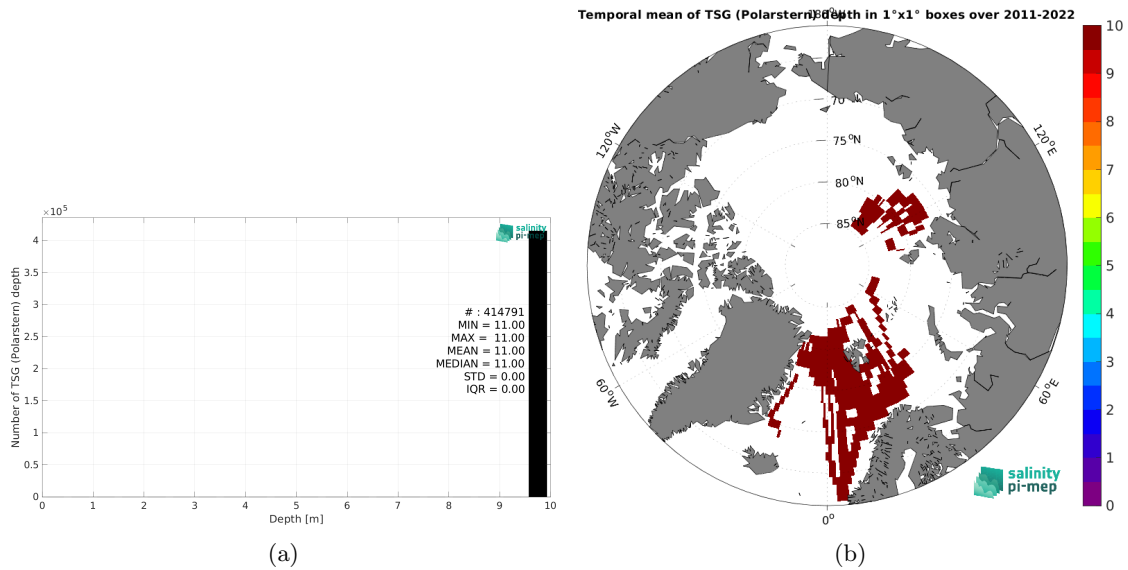 ×10⁵
4
3.5
3
2.5
2
1.5
1
0.5
0
Number of TSG (Polarstern) depth
salinity
pi-mep
# : 414791
MIN = 11.00
MAX = 11.00
MEAN = 11.00
MEDIAN = 11.00
STD = 0.00
IQR = 0.00
0 1 2 3 4 5 6 7 8 9 10
Depth [m]
(a)
Temporal mean of TSG (Polarstern) depth in 1°x1° boxes over 2011-2022
180°W
120°W
120°E
70°N
75°N
80°N
85°N
60°W
60°E
0°
salinity
pi-mep
10
9
8
7
6
5
4
3
2
1
0
(b)